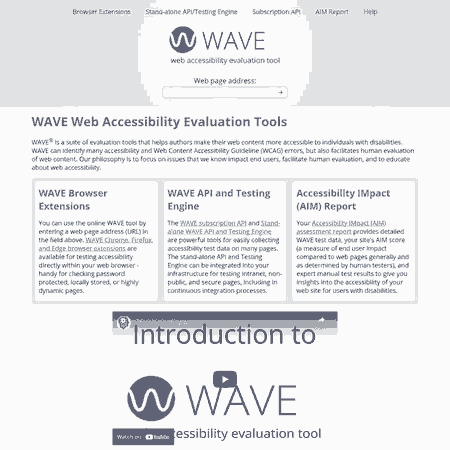 Browser Extensions Stand-alone API/Testing Engine Subscription API AIM Report Help
WAVE
web accessibility evaluation tool
Web page address:
WAVE Web Accessibility Evaluation Tools
WAVE® is a suite of evaluation tools that helps authors make their web content more accessible to individuals with disabilities.
WAVE can identify many accessibility and Web Content Accessibility Guideline (WCAG) errors, but also facilitates human evaluation
of web content. Our philosophy is to focus on issues that we know impact end users, facilitate human evaluation, and to educate
about web accessibility.
WAVE Browser
Extensions
You can use the online WAVE tool by
entering a web page address (URL) in
the field above. WAVE Chrome, Firefox,
and Edge browser extensions are
available for testing accessibility
directly within your web browser -
handy for checking password
protected, locally stored, or highly
dynamic pages.
WAVE API and Testing
Engine
The WAVE subscription API and Stand-
alone WAVE API and Testing Engine
are powerful tools for easily collecting
accessibility test data on many pages.
The stand-alone API and Testing
Engine can be integrated into your
infrastructure for testing intranet, non-
public, and secure pages, including in
continuous integration processes.
Accessibility IMpact
(AIM) Report
Your Accessibility IMpact (AIM)
assessment report provides detailed
WAVE test data, your site's AIM score
(a measure of end user impact
compared to web pages generally and
as determined by human testers), and
expert manual test results to give you
insights into the accessibility of your
web site for users with disabilities.
Introduction to
WAVE
Watch on YouTube
cessibility evaluation tool